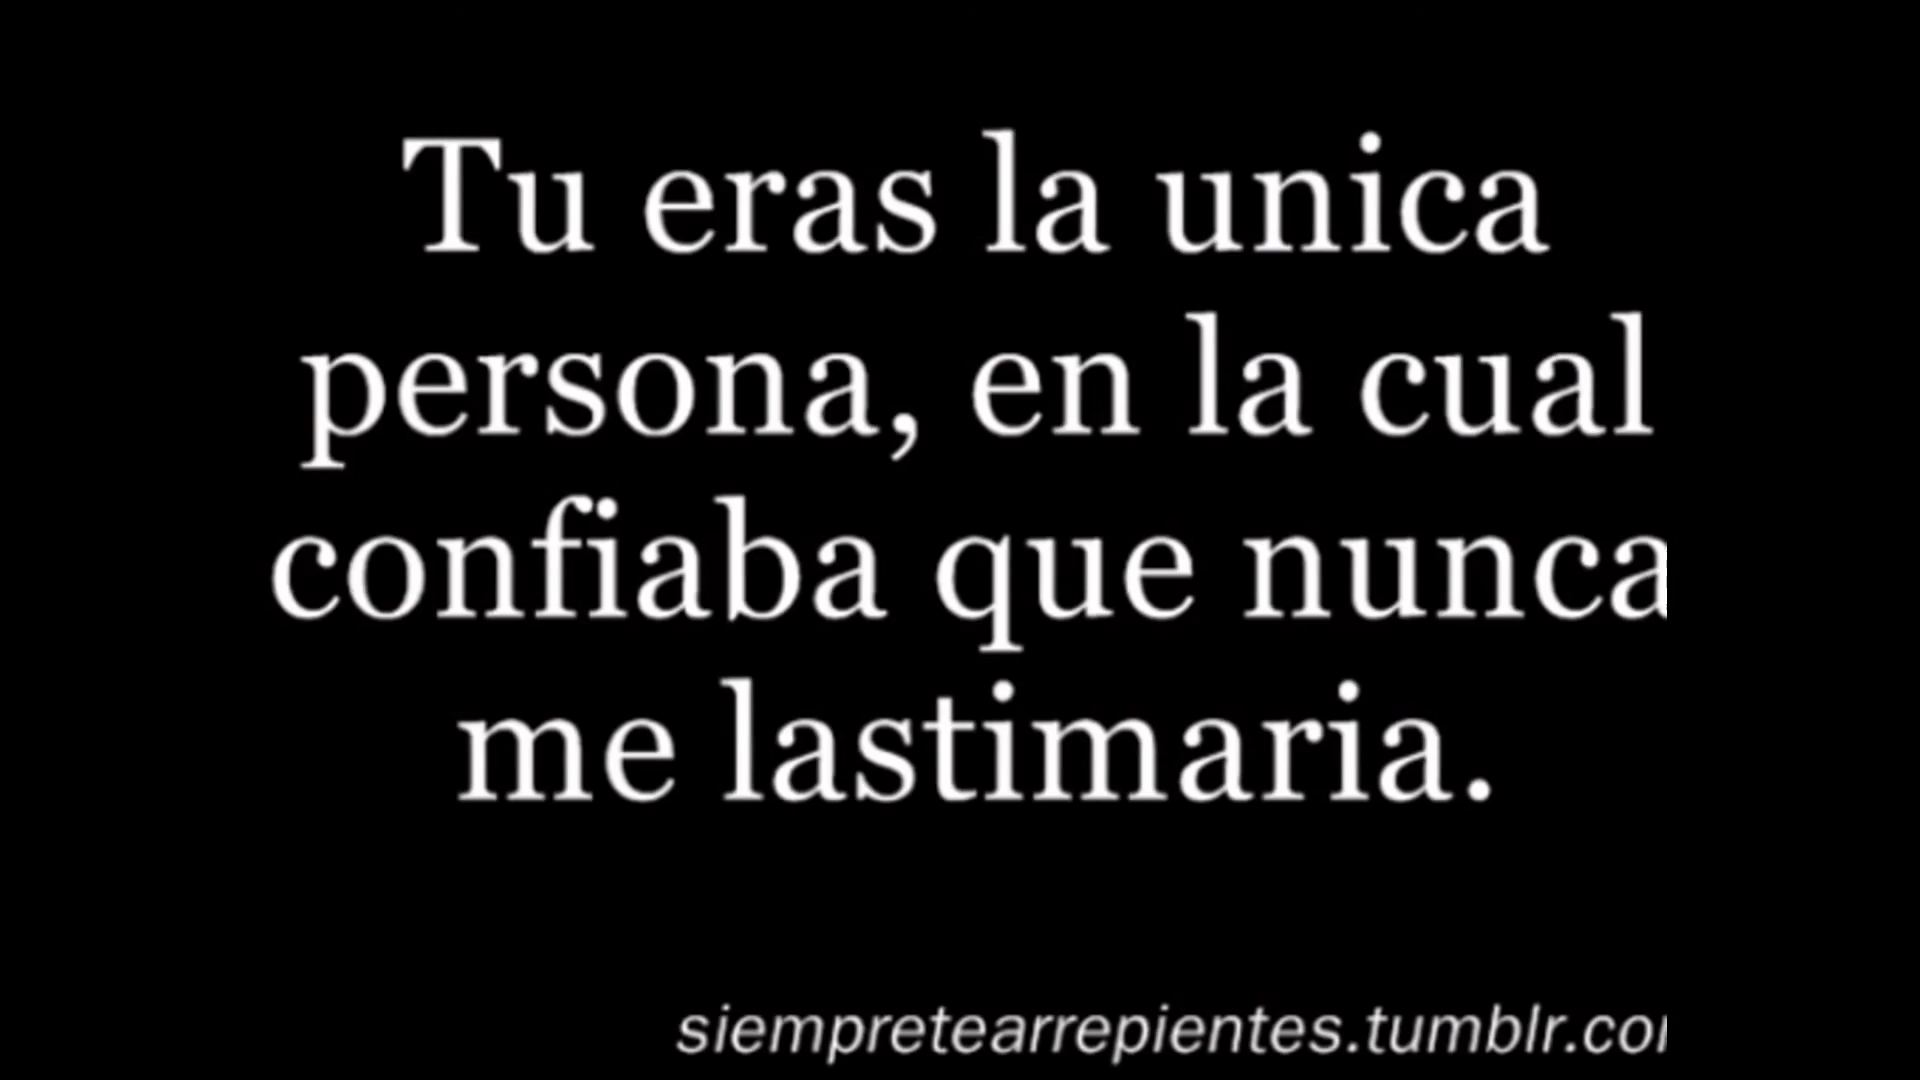 Tu eras la unica
persona, en la cual
confiaba que nunca
me lastimaria.
siempretearrepientes.tumblr.co